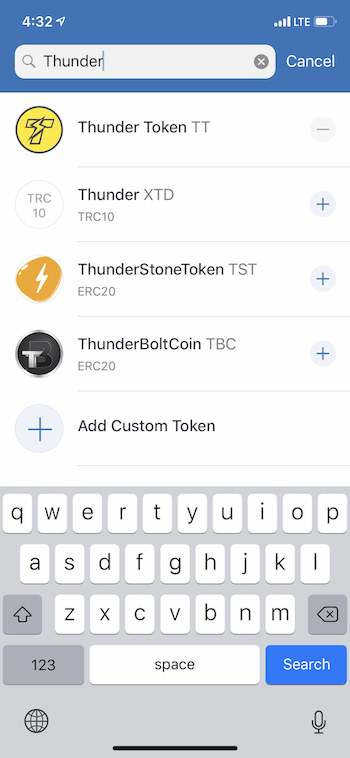 4:32 LTE
Thunder Cancel
Thunder Token TT
TRC
10
Thunder XTD
TRC10
ThunderStoneToken TST
ERC20
ThunderBoltCoin TBC
ERC20
Add Custom Token
q w e r t y u i o p
a s d f g h j k l
z x c v b n m
123 space Search